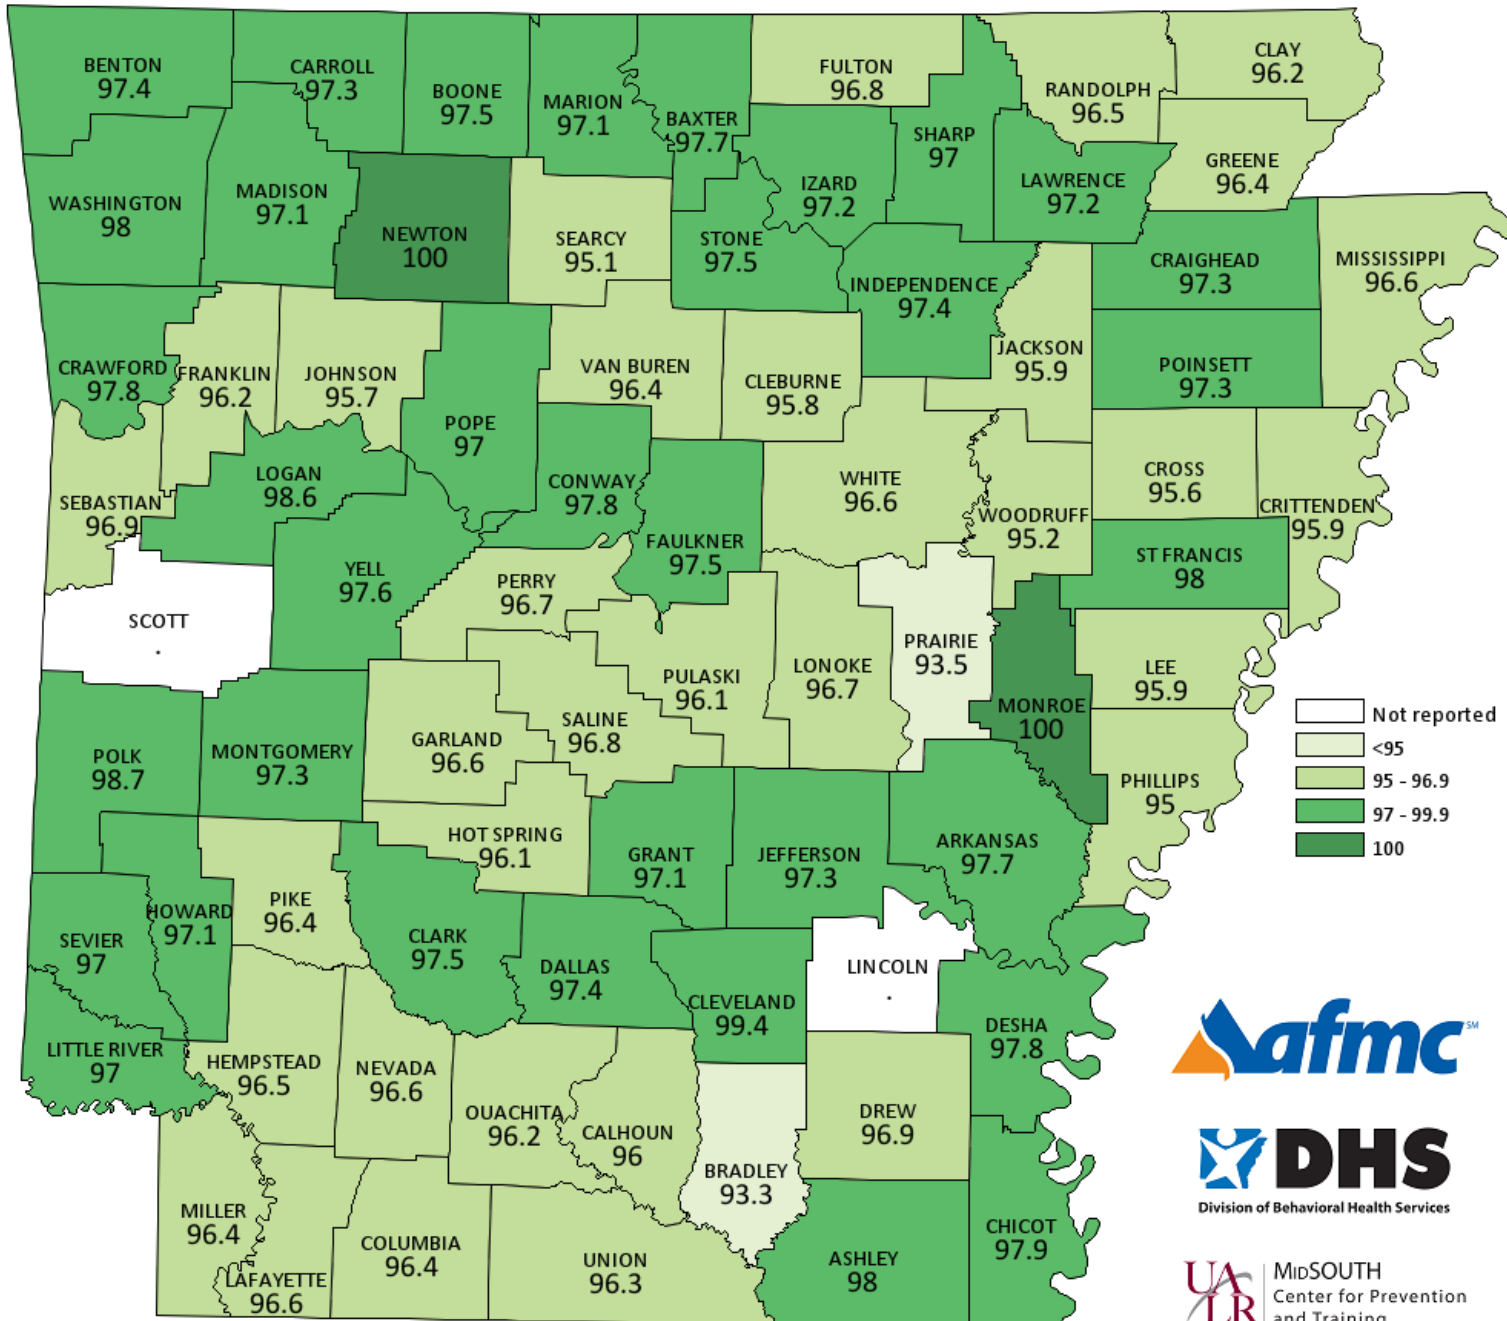 BENTON
97.4
CARROLL
97.3
BOONE
97.5
MARION
97.1
BAXTER
97.7
FULTON
96.8
RANDOLPH
96.5
CLAY
96.2
SHARP
97
GREENE
96.4
WASHINGTON
98
MADISON
97.1
NEWTON
100
SEARCY
95.1
STONE
97.5
IZARD
97.2
LAWRENCE
97.2
INDEPENDENCE
97.4
CRAIGHEAD
97.3
MISSISSIPPI
96.6
CRAWFORD
97.8
FRANKLIN
96.2
JOHNSON
95.7
POPE
97
VAN BUREN
96.4
CLEBURNE
95.8
JACKSON
95.9
POINSETT
97.3
SEBASTIAN
96.9
LOGAN
98.6
CONWAY
97.8
FAULKNER
97.5
WHITE
96.6
WOODRUFF
95.2
CROSS
95.6
CRITTENDEN
95.9
SCOTT
.
YELL
97.6
PERRY
96.7
PULASKI
96.1
LONOKE
96.7
PRAIRIE
93.5
ST FRANCIS
98
MONROE
100
LEE
95.9
POLK
98.7
MONTGOMERY
97.3
GARLAND
96.6
SALINE
96.8
PHILLIPS
95
HOT SPRING
96.1
GRANT
97.1
JEFFERSON
97.3
ARKANSAS
97.7
Not reported
<95
95 - 96.9
97 - 99.9
100
SEVIER
97
HOWARD
97.1
PIKE
96.4
CLARK
97.5
DALLAS
97.4
CLEVELAND
99.4
LINCOLN
.
DESHA
97.8
LITTLE RIVER
97
HEMPSTEAD
96.5
NEVADA
96.6
OUACHITA
96.2
CALHOUN
96
BRADLEY
93.3
DREW
96.9
MILLER
96.4
LAFAYETTE
96.6
COLUMBIA
96.4
UNION
96.3
ASHLEY
98
CHICOT
97.9
afmc SM
DHS
Division of Behavioral Health Services
UALR
MIDSOUTH
Center for Prevention
and Training